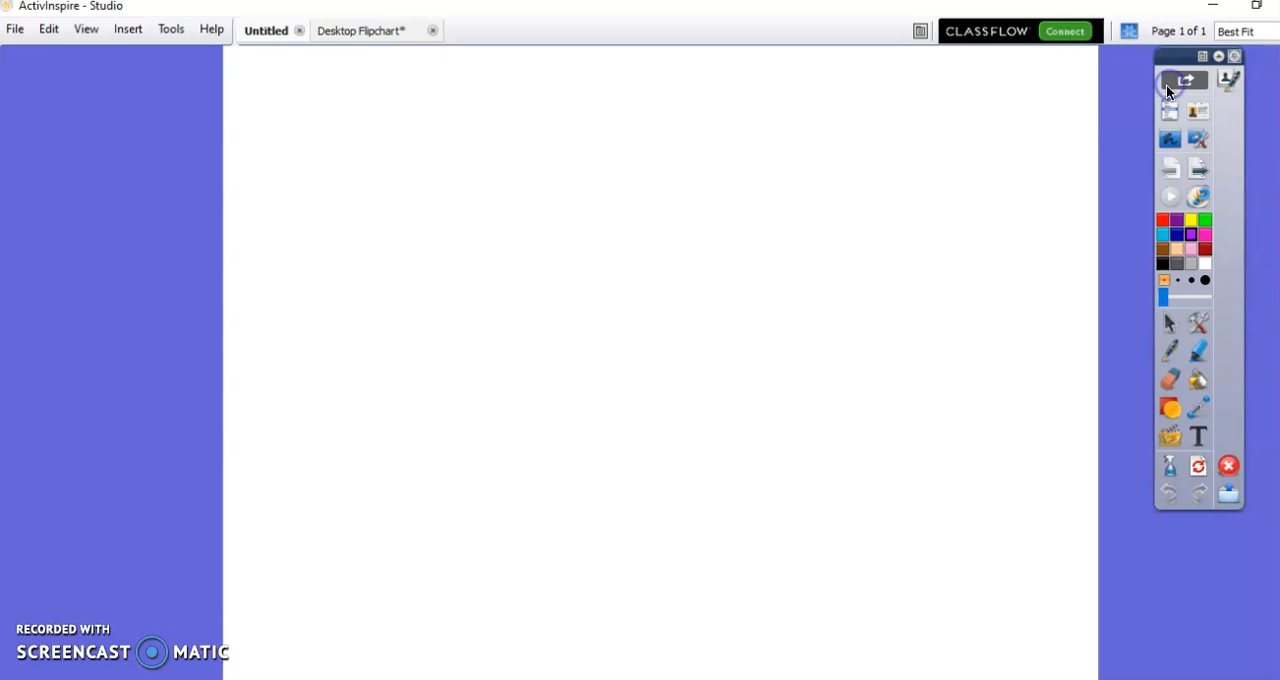 ActivInspire - Studio
File Edit View Insert Tools Help Untitled Desktop Flipchart* CLASSFLOW Connect Page 1 of 1 Best Fit
T
RECORDED WITH
SCREENCAST MATIC